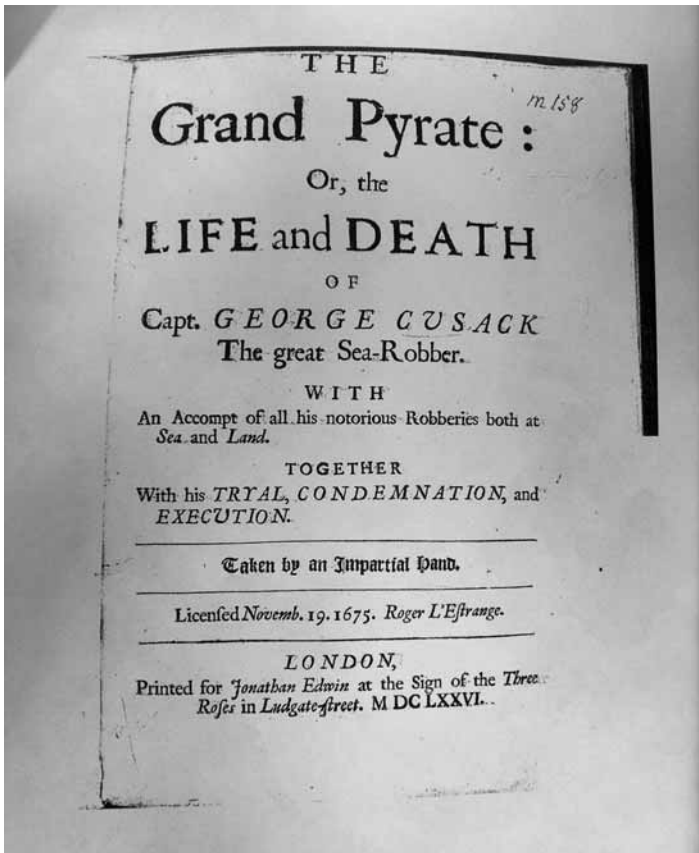 THE
m 158
Grand Pyrate:
Or, the
LIFE and DEATH
OF
Capt. GEORGE CUSACK
The great Sea-Robber.
WITH
An Accompt of all his notorious Robberies both at
Sea and Land.
TOGETHER
With his TRYAL, CONDEMNATION, and
EXECUTION.
Taken by an Impartial Hand.
Licenſed Novemb. 19. 1675. Roger L'Eſtrange.
LONDON,
Printed for Jonathan Edwin at the Sign of the Three
Roſes in Ludgate-ſtreet. M DC LXXVI.